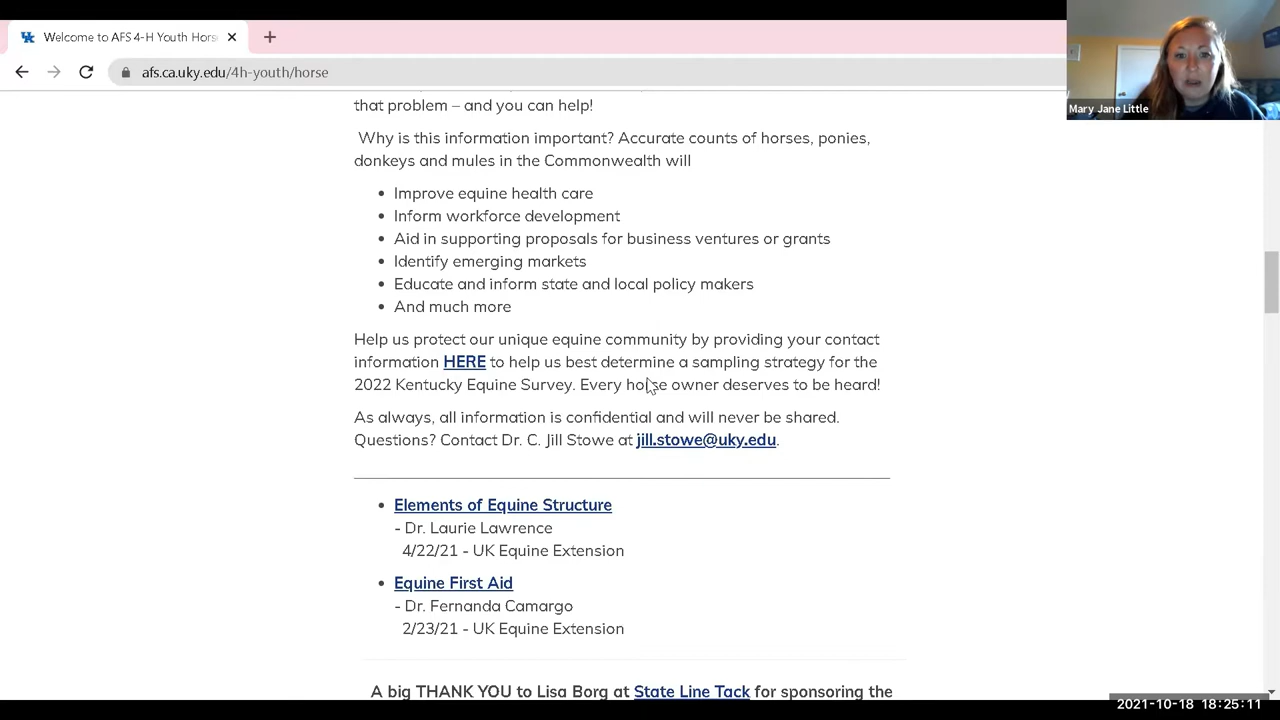 Welcome to AFS 4-H Youth Hors
afs.ca.uky.edu/4h-youth/horse
Mary Jane Little
that problem – and you can help!
Why is this information important? Accurate counts of horses, ponies,
donkeys and mules in the Commonwealth will
• Improve equine health care
• Inform workforce development
• Aid in supporting proposals for business ventures or grants
• Identify emerging markets
• Educate and inform state and local policy makers
• And much more
Help us protect our unique equine community by providing your contact
information HERE to help us best determine a sampling strategy for the
2022 Kentucky Equine Survey. Every horse owner deserves to be heard!
As always, all information is confidential and will never be shared.
Questions? Contact Dr. C. Jill Stowe at jill.stowe@uky.edu.
• Elements of Equine Structure
- Dr. Laurie Lawrence
4/22/21 - UK Equine Extension
• Equine First Aid
- Dr. Fernanda Camargo
2/23/21 - UK Equine Extension
A big THANK YOU to Lisa Borg at State Line Tack for sponsoring the
2021-10-18 18:25:11